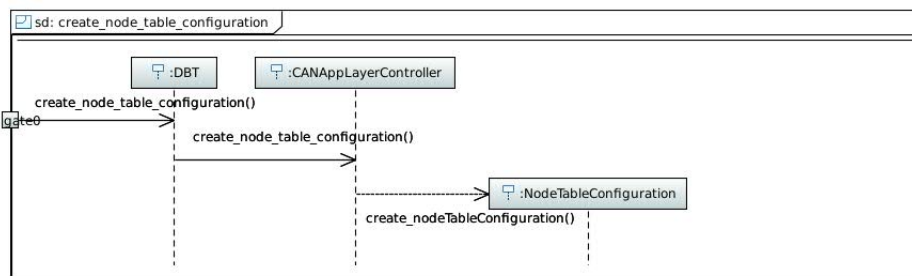 sd: create_node_table_configuration
:DBT
:CANAppLayerController
create_node_table_configuration()
gate0
create_node_table_configuration()
:NodeTableConfiguration
create_nodeTableConfiguration()